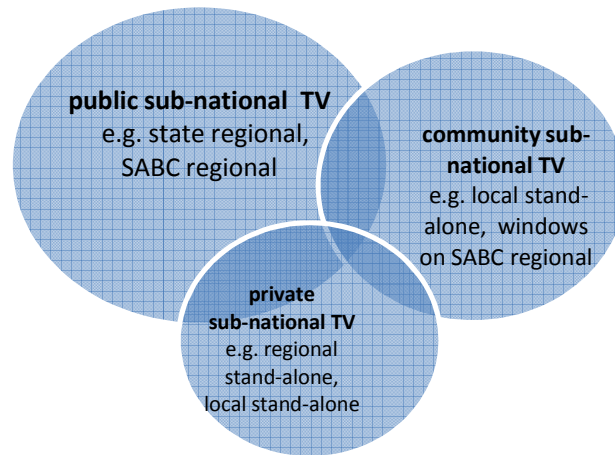 public sub-national TV
e.g. state regional,
SABC regional
community sub-
national TV
e.g. local stand-
alone, windows
on SABC regional
private
sub-national TV
e.g. regional
stand-alone,
local stand-alone